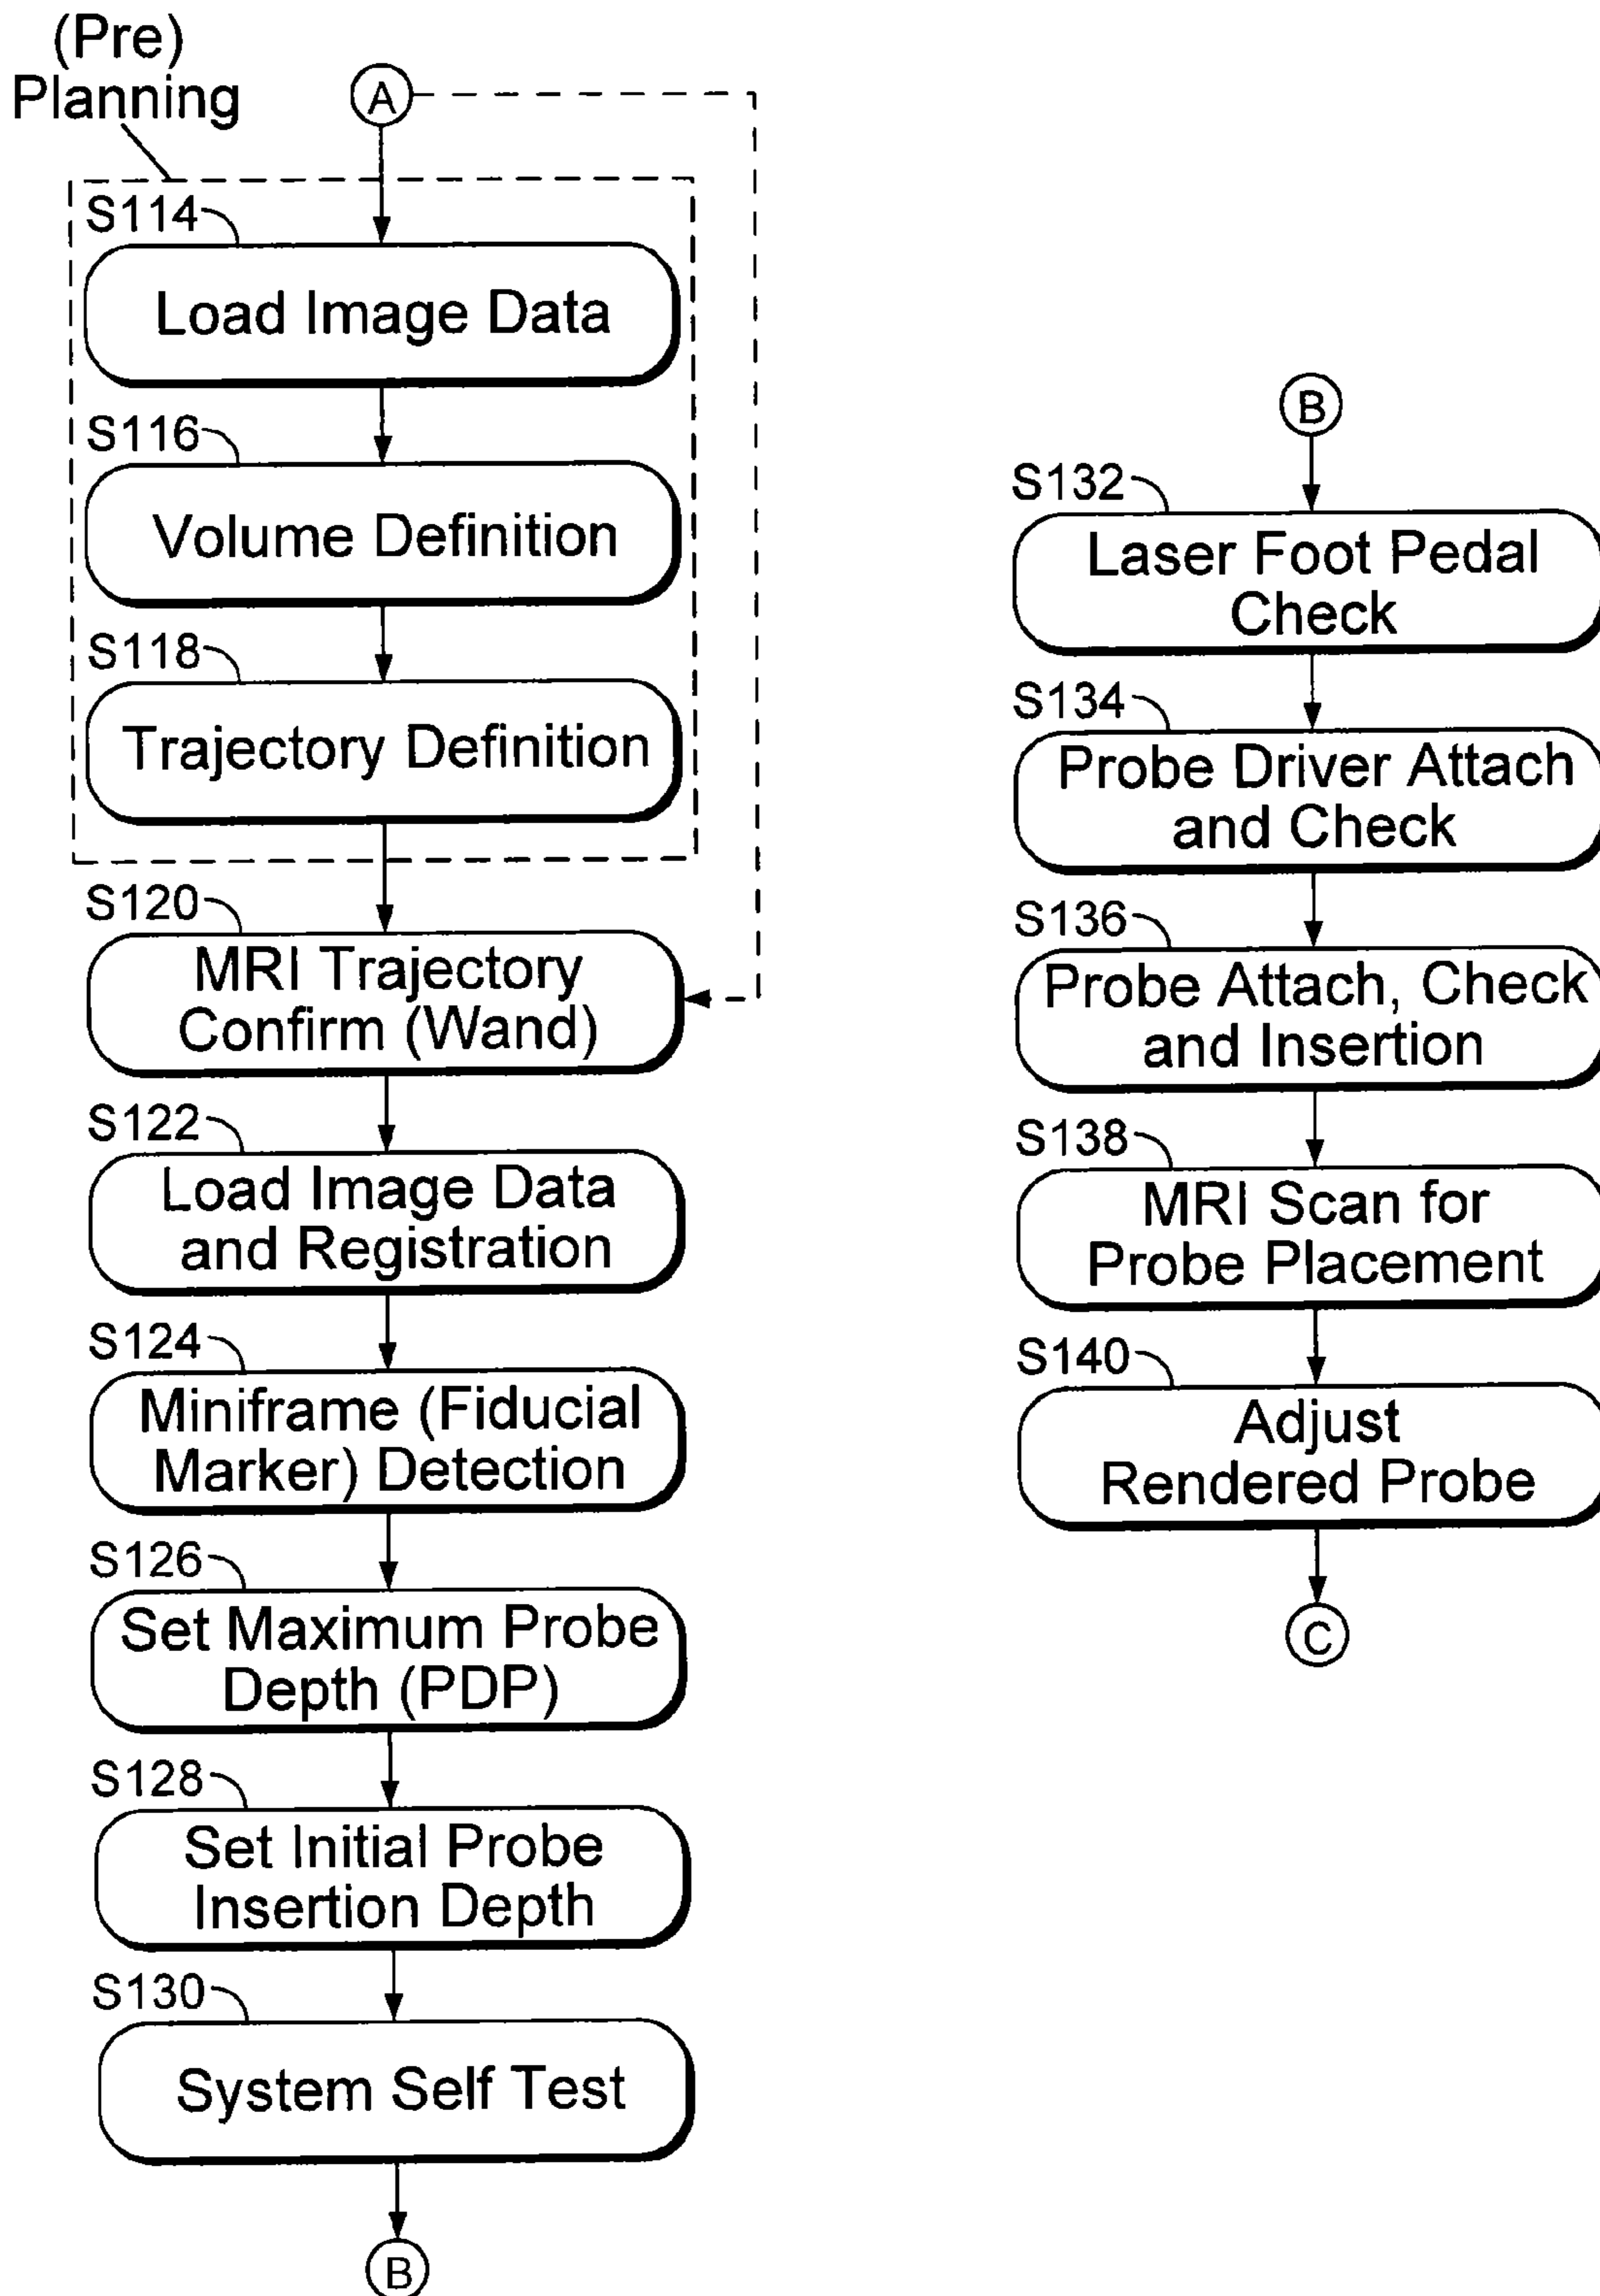 (Pre)
Planning
A
S114
Load Image Data
S116
Volume Definition
S118
Trajectory Definition
S120
MRI Trajectory
Confirm (Wand)
S122
Load Image Data
and Registration
S124
Miniframe (Fiducial
Marker) Detection
S126
Set Maximum Probe
Depth (PDP)
S128
Set Initial Probe
Insertion Depth
S130
System Self Test
B
B
S132
Laser Foot Pedal
Check
S134
Probe Driver Attach
and Check
S136
Probe Attach, Check
and Insertion
S138
MRI Scan for
Probe Placement
S140
Adjust
Rendered Probe
C